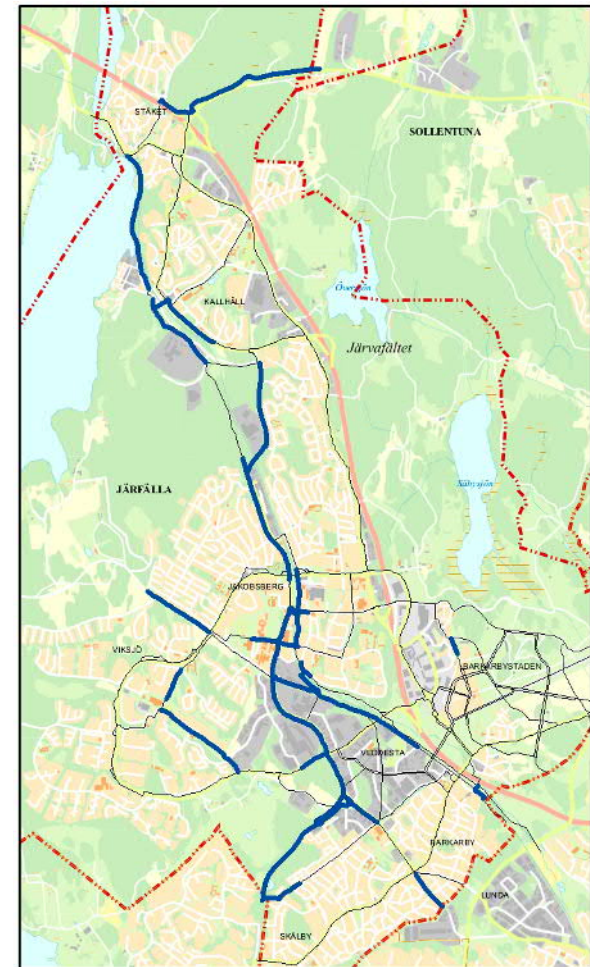 STÄKET
SOLLENTUNA
Översjön
KALLHÄLL
Järvafältet
Säbysjön
JÄRFÄLLA
JAKOBSBERG
VIKSJÖ
BARKARBYSTADEN
VEDDESTA
BARKARBY
LUNDA
SKÄLBY